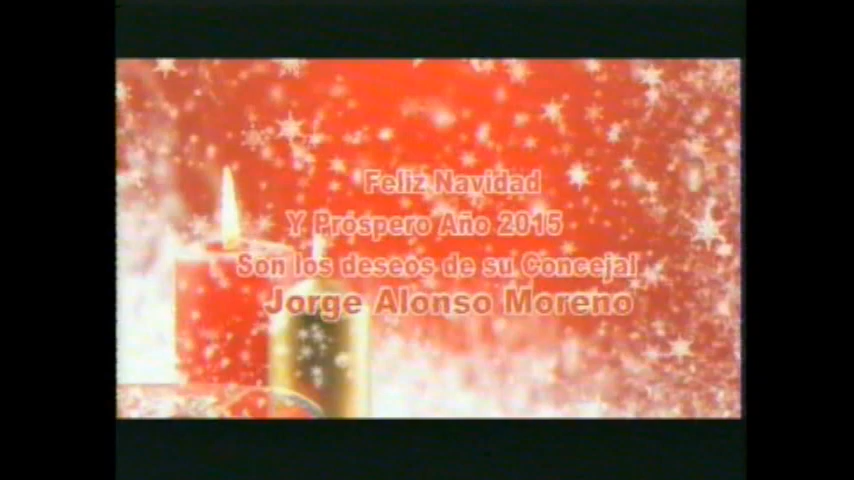 Feliz Navidad
Y Próspero Año 2015
Son los deseos de su Concejal
Jorge Alonso Moreno